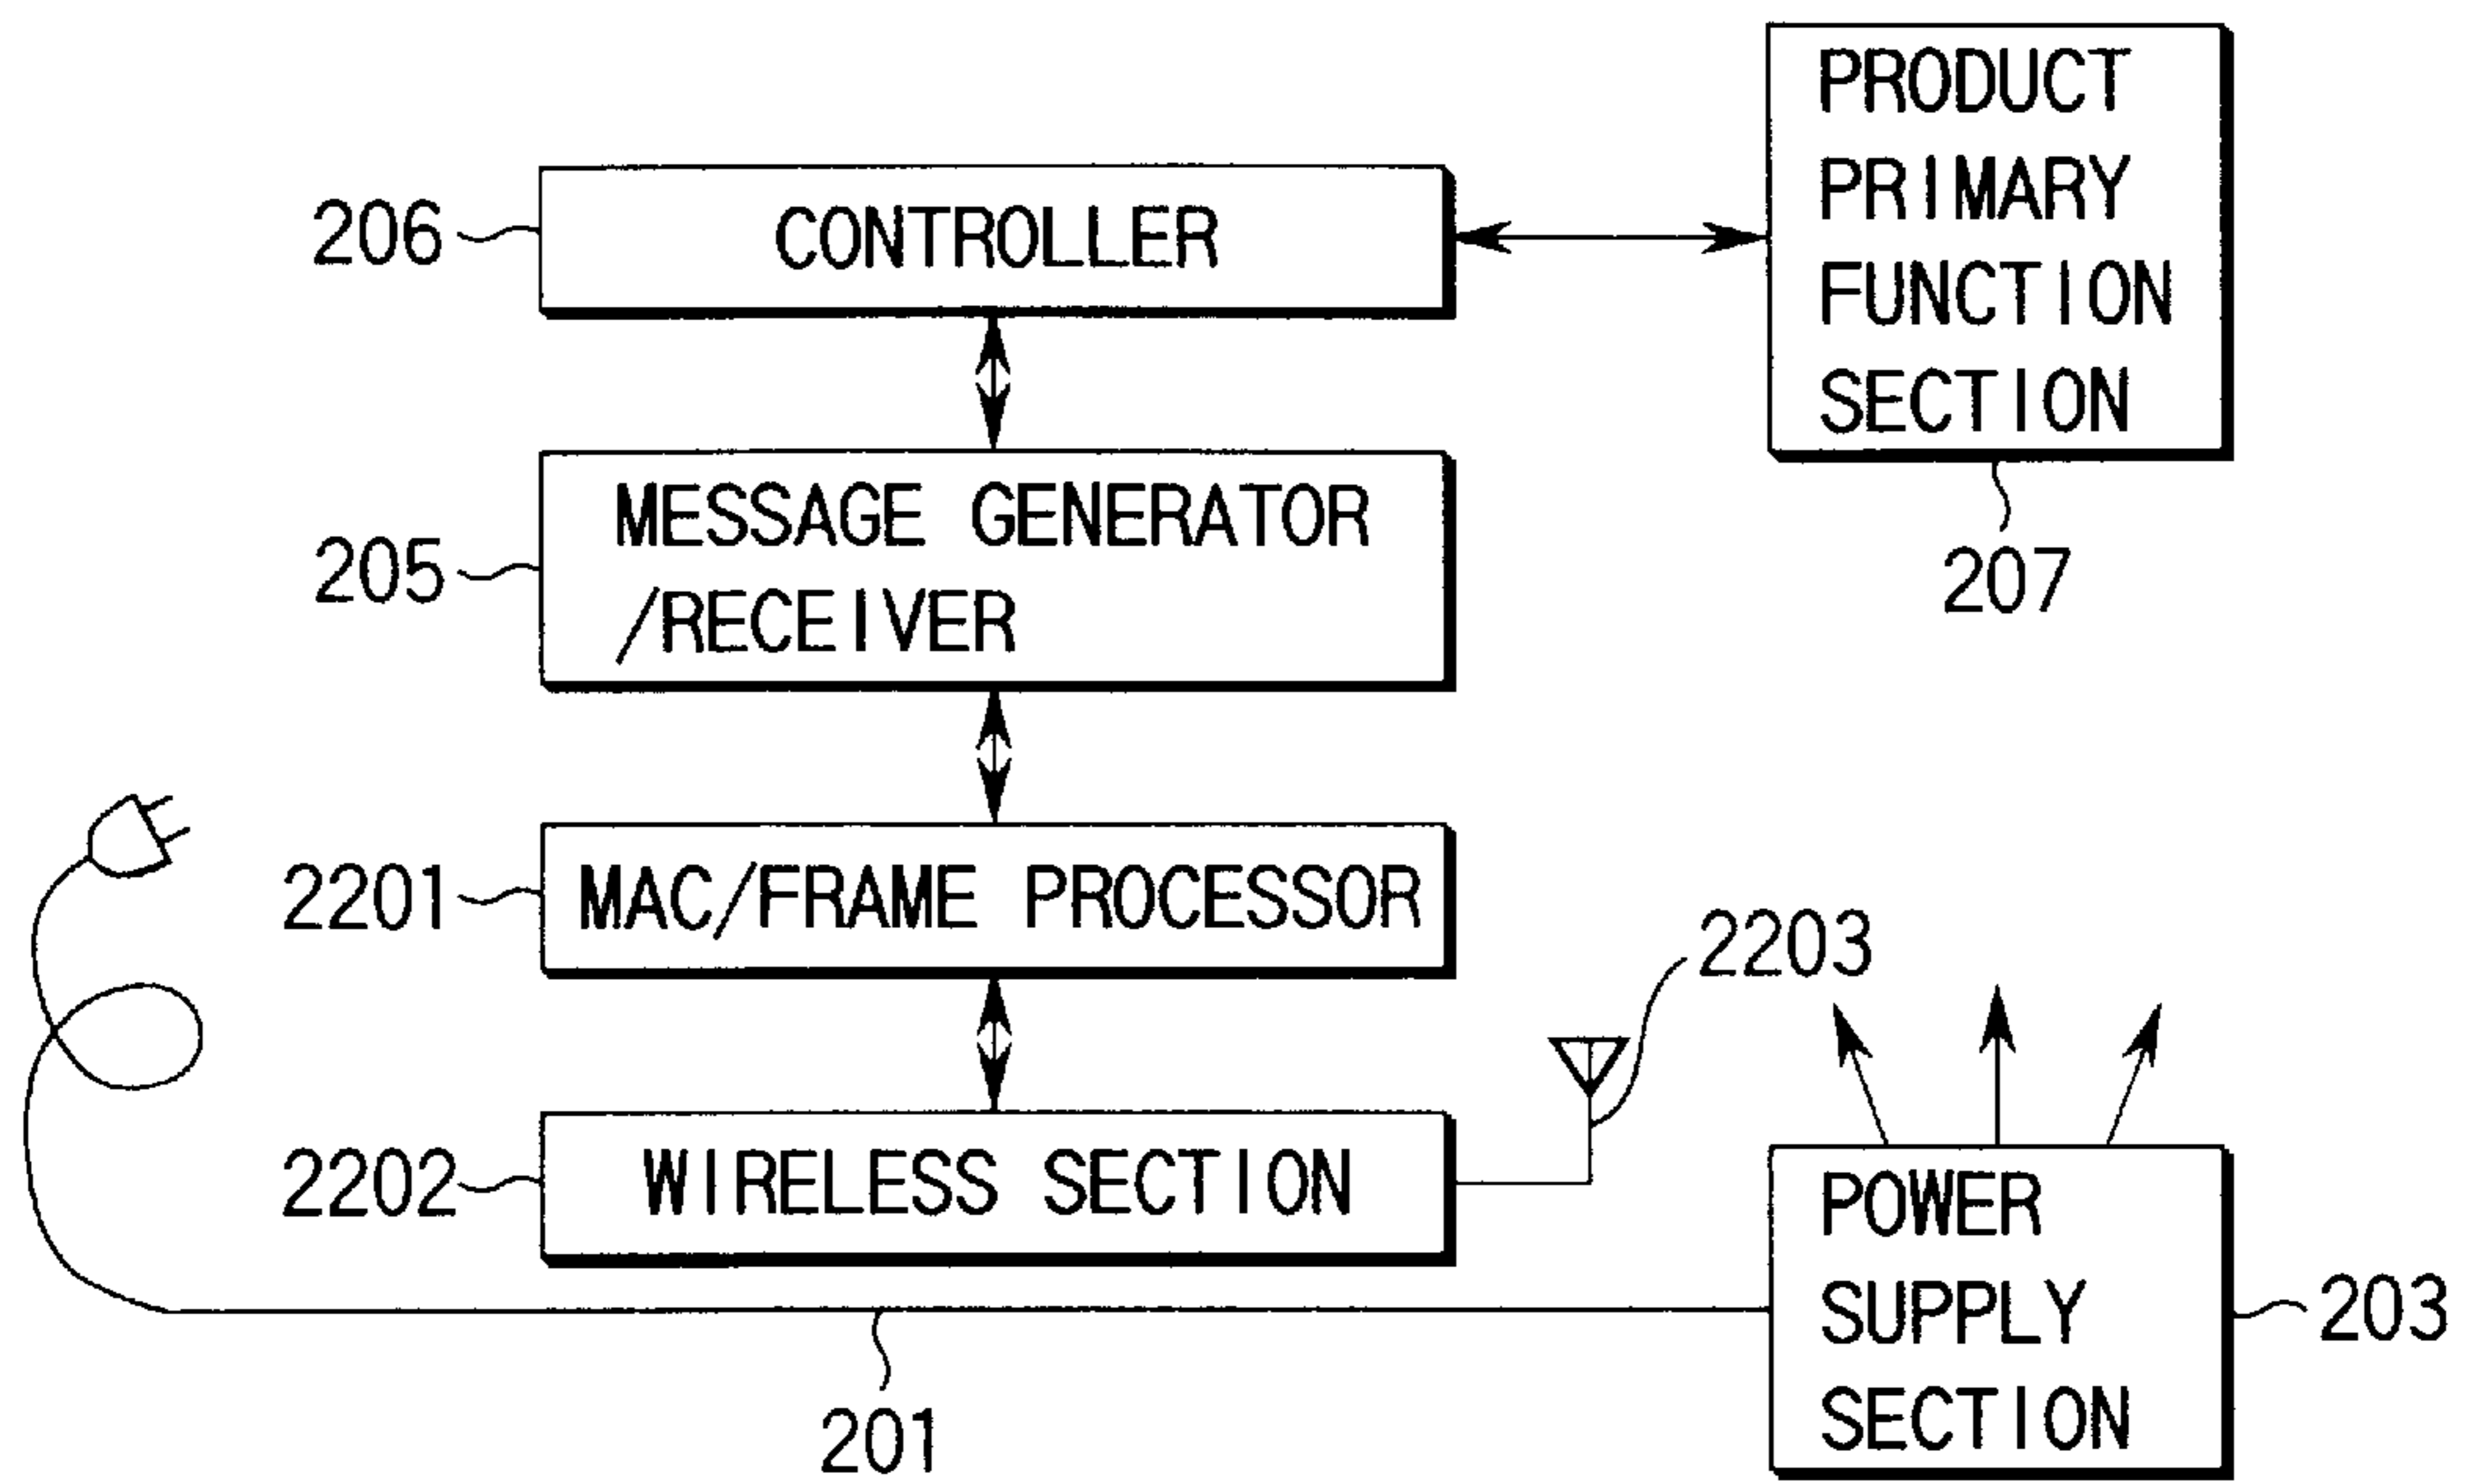 PRODUCT
PRIMARY
FUNCTION
SECTION
207
206
CONTROLLER
205
MESSAGE GENERATOR
/RECEIVER
2201
MAC/FRAME PROCESSOR
2203
2202
WIRELESS SECTION
POWER
SUPPLY
SECTION
203
201